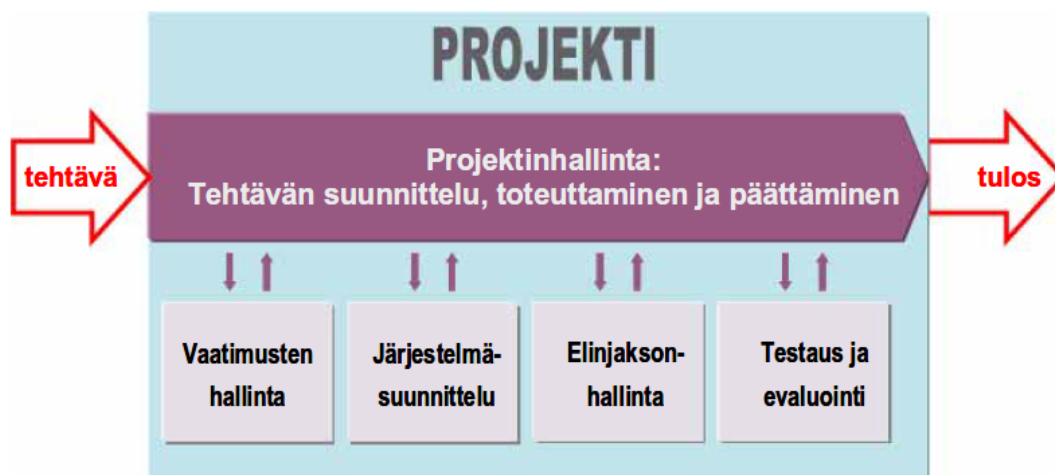 PROJEKTI
tehtävä
Projektinhallinta:
Tehtävän suunnittelu, toteuttaminen ja päättäminen
tulos
Vaatimusten
hallinta
Järjestelmä-
suunnittelu
Elinjakson-
hallinta
Testaus ja
evaluointi